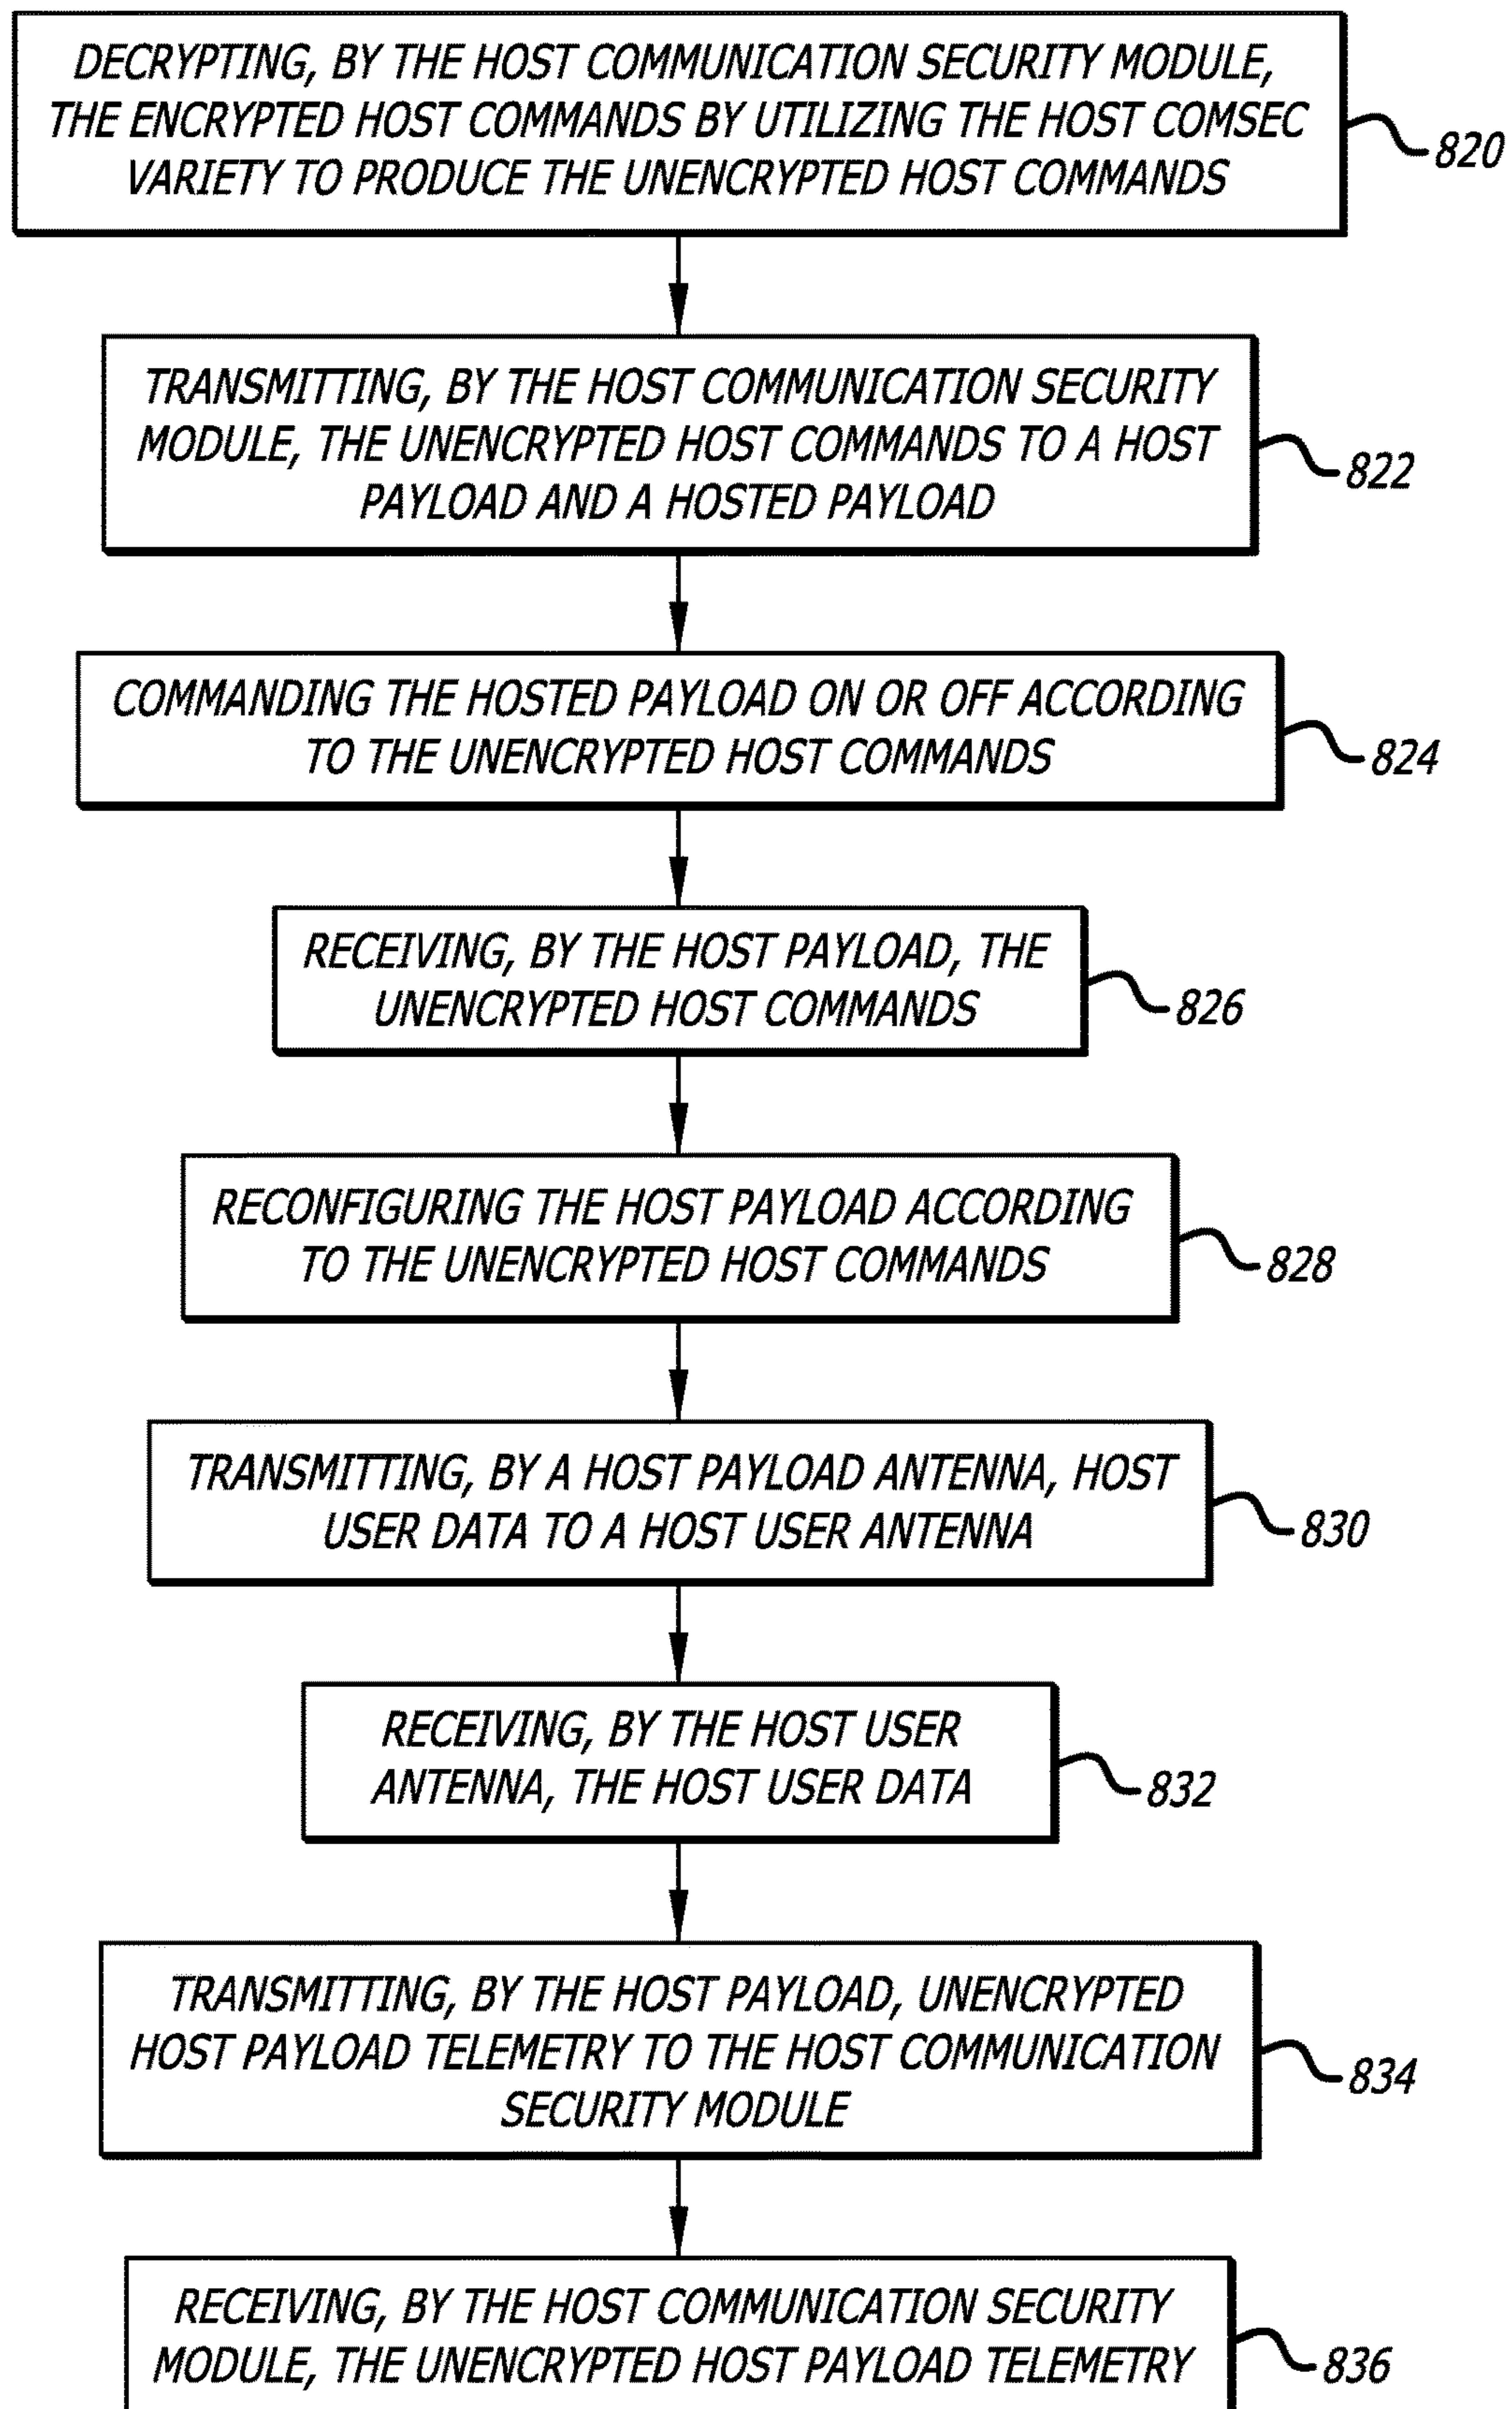 DECRYPTING, BY THE HOST COMMUNICATION SECURITY MODULE,
THE ENCRYPTED HOST COMMANDS BY UTILIZING THE HOST COMSEC
VARIETY TO PRODUCE THE UNENCRYPTED HOST COMMANDS
820
TRANSMITTING, BY THE HOST COMMUNICATION SECURITY
MODULE, THE UNENCRYPTED HOST COMMANDS TO A HOST
PAYLOAD AND A HOSTED PAYLOAD
822
COMMANDING THE HOSTED PAYLOAD ON OR OFF ACCORDING
TO THE UNENCRYPTED HOST COMMANDS
824
RECEIVING, BY THE HOST PAYLOAD, THE
UNENCRYPTED HOST COMMANDS
826
RECONFIGURING THE HOST PAYLOAD ACCORDING
TO THE UNENCRYPTED HOST COMMANDS
828
TRANSMITTING, BY A HOST PAYLOAD ANTENNA, HOST
USER DATA TO A HOST USER ANTENNA
830
RECEIVING, BY THE HOST USER
ANTENNA, THE HOST USER DATA
832
TRANSMITTING, BY THE HOST PAYLOAD, UNENCRYPTED
HOST PAYLOAD TELEMETRY TO THE HOST COMMUNICATION
SECURITY MODULE
834
RECEIVING, BY THE HOST COMMUNICATION SECURITY
MODULE, THE UNENCRYPTED HOST PAYLOAD TELEMETRY
836